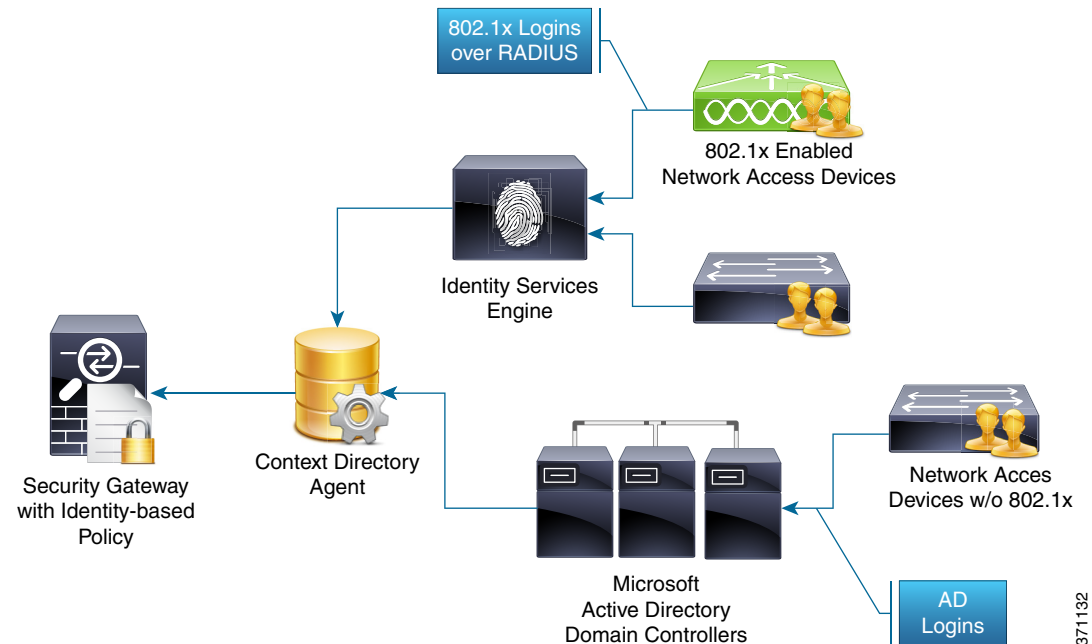 802.1x Logins
over RADIUS
802.1x Enabled
Network Access Devices
Identity Services
Engine
Security Gateway
with Identity-based
Policy
Context Directory
Agent
Network Acces
Devices w/o 802.1x
Microsoft
Active Directory
Domain Controllers
AD
Logins
371132